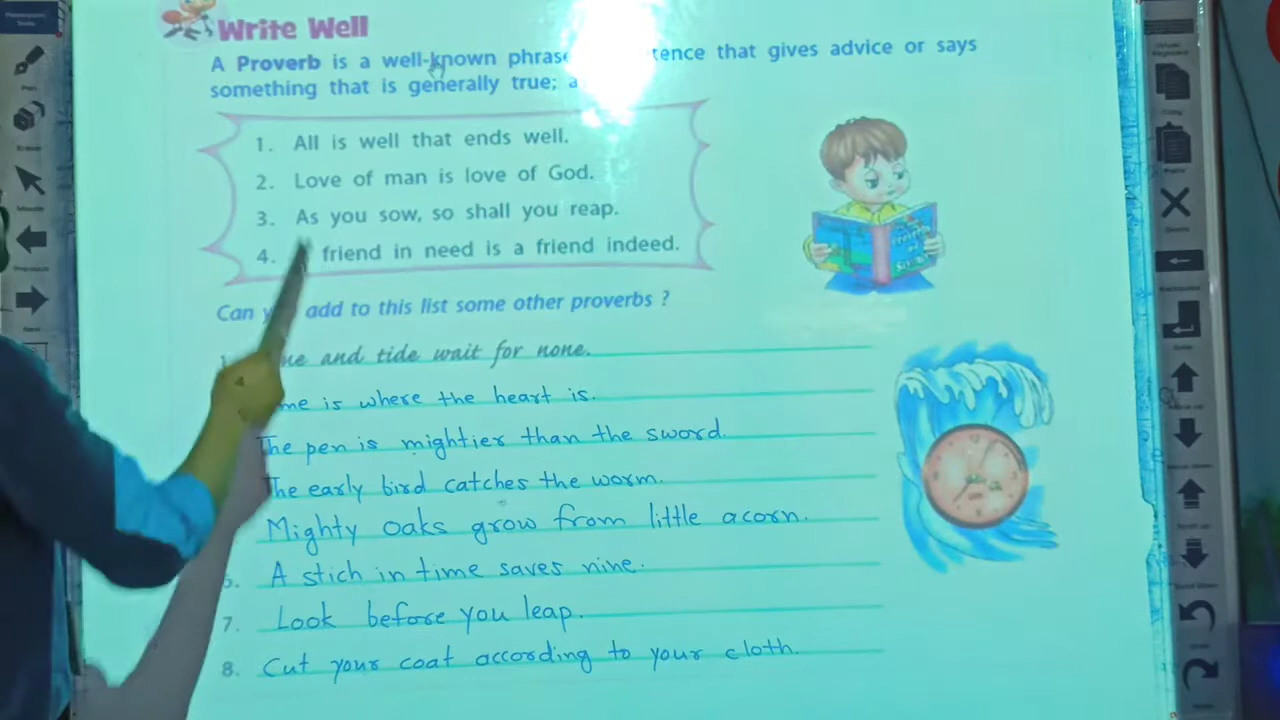 Write Well
A Proverb is a well-known phrase tence that gives advice or says
something that is generally true; a
1. All is well that ends well.
2. Love of man is love of God.
3. As you sow, so shall you reap.
4. friend in need is a friend indeed.
Can add to this list some other proverbs ?
and tide wait for none.
is where the heart is.
The pen is mightier than the sword.
The early bird catches the worm.
Mighty oaks grow from little acorn.
A stich in time saves nine.
7. Look before you leap.
8. Cut your coat according to your cloth.
Pen
Eraser